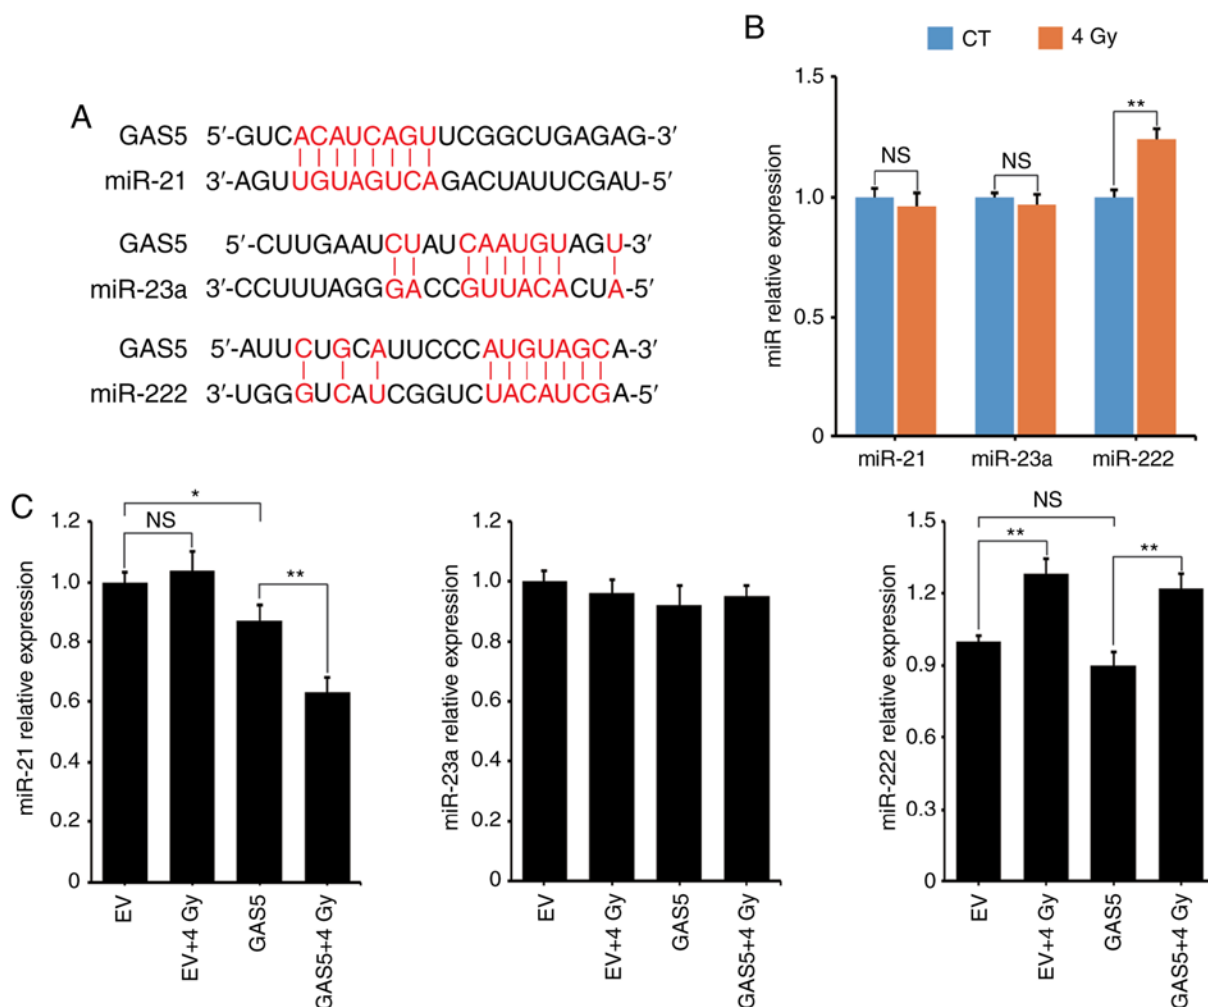 A
GAS5 5′-GUCACAUCAGUUUCGGCUGAGAG-3′
miR-21 3′-AGUUGUAGUCAGACUAUUCGAU-5′
GAS5 5′-CUUGAAUCUAUCAAUGUAGU-3′
miR-23a 3′-CCUUUAGGGACCGUUACACUA-5′
GAS5 5′-AUUCUGCAUUCCCAUGUAGCA-3′
miR-222 3′-UGGGUCAUCGGUCUACAUCGA-5′
B
CT 4 Gy
miR relative expression
1.5
1.0
0.5
0
NS
NS
**
miR-21 miR-23a miR-222
C
miR-21 relative expression
1.2
1.0
0.8
0.6
0.4
0.2
0
*
NS
**
EV
EV+4 Gy
GAS5
GAS5+4 Gy
miR-23a relative expression
1.2
1.0
0.8
0.6
0.4
0.2
0
EV
EV+4 Gy
GAS5
GAS5+4 Gy
miR-222 relative expression
1.5
1.2
0.9
0.6
0.3
0
NS
**
**
EV
EV+4 Gy
GAS5
GAS5+4 Gy